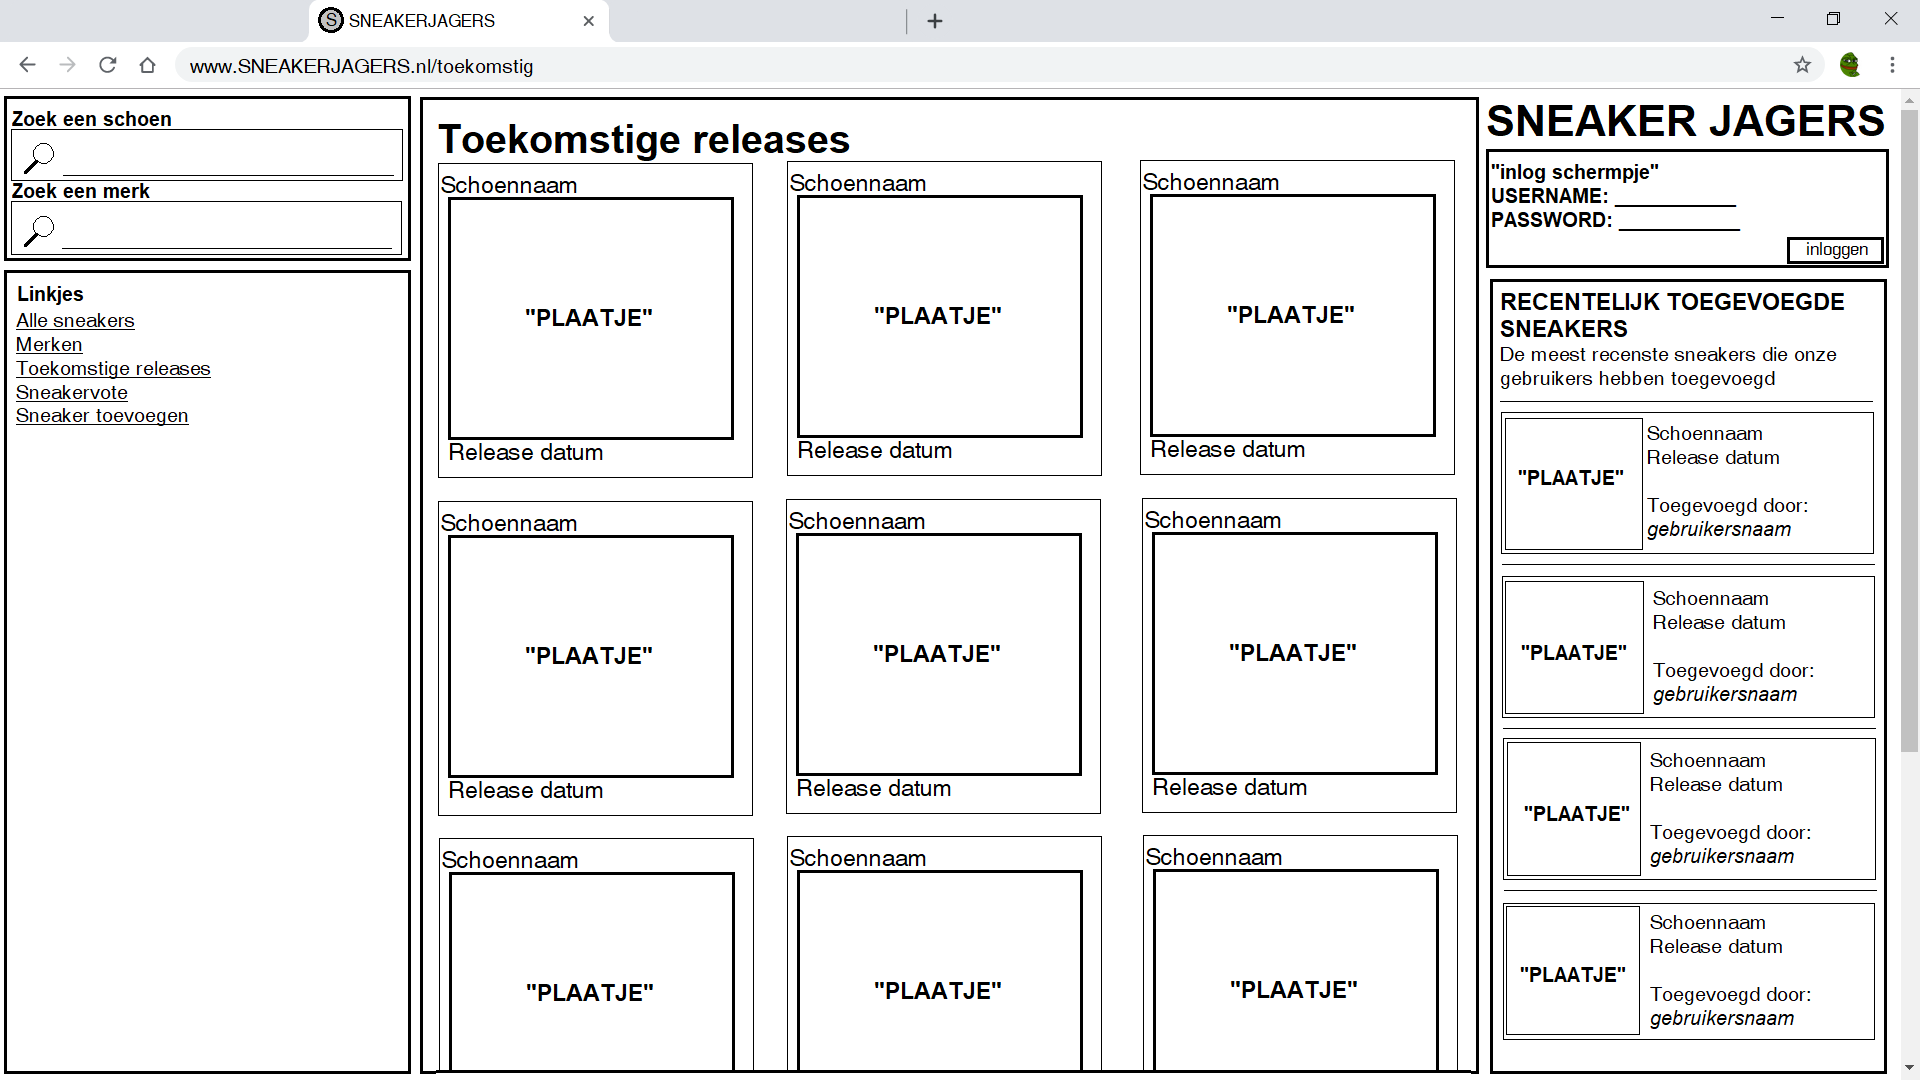 SNEAKERJAGERS
www.SNEAKERJAGERS.nl/toekomstig
Zoek een schoen
Zoek een merk
Linkjes
Alle sneakers
Merken
Toekomstige releases
Sneakervote
Sneaker toevoegen
Toekomstige releases
Schoennaam
"PLAATJE"
Release datum
Schoennaam
"PLAATJE"
Release datum
Schoennaam
"PLAATJE"
Release datum
Schoennaam
"PLAATJE"
Release datum
Schoennaam
"PLAATJE"
Release datum
Schoennaam
"PLAATJE"
Release datum
Schoennaam
"PLAATJE"
Schoennaam
"PLAATJE"
Schoennaam
"PLAATJE"
SNEAKER JAGERS
"inlog schermpje"
USERNAME: ___________
PASSWORD: ___________
inloggen
RECENTELIJK TOEGEVOEGDE
SNEAKERS
De meest recenste sneakers die onze
gebruikers hebben toegevoegd
"PLAATJE"
Schoennaam
Release datum
Toegevoegd door:
gebruikersnaam
"PLAATJE"
Schoennaam
Release datum
Toegevoegd door:
gebruikersnaam
"PLAATJE"
Schoennaam
Release datum
Toegevoegd door:
gebruikersnaam
"PLAATJE"
Schoennaam
Release datum
Toegevoegd door:
gebruikersnaam